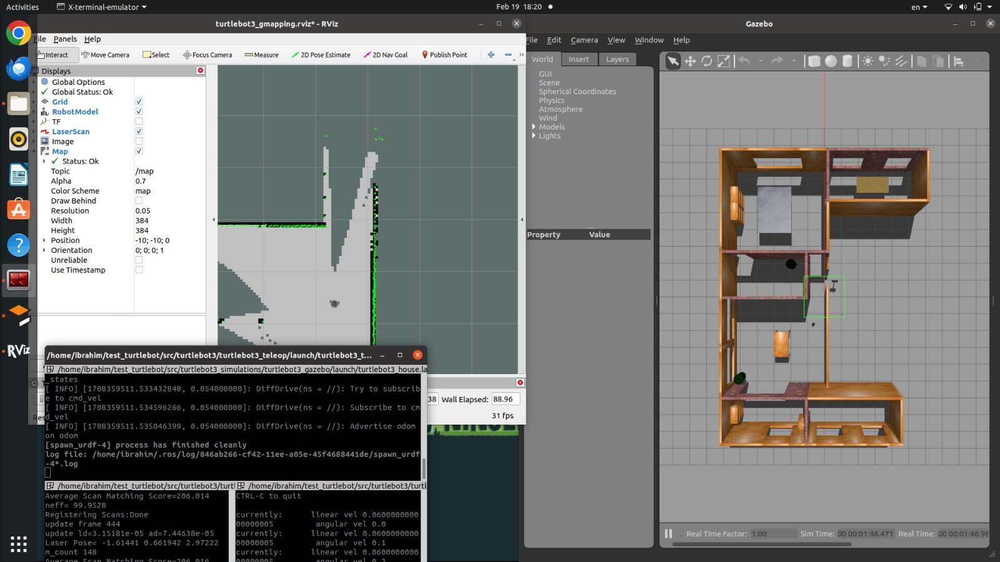 Activities
X-terminal-emulator
Feb 19 18:20
en
turtlebot3_gmapping.rviz* - RViz
File Panels Help
Interact
Move Camera
Select
Focus Camera
Measure
2D Pose Estimate
2D Nav Goal
Publish Point
Displays
Global Options
Global Status: Ok
Grid
RobotModel
TF
LaserScan
Image
Map
Status: Ok
Topic /map
Alpha 0.7
Color Scheme map
Draw Behind
Resolution 0.05
Width 384
Height 384
Position -10; -10; 0
Orientation 0; 0; 0; 1
Unreliable
Use Timestamp
38 Wall Elapsed: 88.96
31 fps
Res
RViz
/home/ibrahim/test_turtlebot/src/turtlebot3/turtlebot3_teleop/launch/turtlebot3_t...
/home/ibrahim/test_turtlebot/src/turtlebot3_simulations/turtlebot3_gazebo/launch/turtlebot3_house.la
_states
[ INFO] [1708359511.533432848, 0.054000000]: DiffDrive(ns = //): Try to subscrib
e to cmd_vel
[ INFO] [1708359511.534596266, 0.054000000]: DiffDrive(ns = //): Subscribe to cm
d_vel
[ INFO] [1708359511.535046399, 0.054000000]: DiffDrive(ns = //): Advertise odom
on odom
[spawn_urdf-4] process has finished cleanly
log file: /home/ibrahim/.ros/log/846ab266-cf42-11ee-a05e-45f4688441de/spawn_urdf
-4*.log
/home/ibrahim/test_turtlebot/src/turtlebot3/turtl
Average Scan Matching Score=206.014
neff= 99.9528
Registering Scans:Done
update frame 444
update ld=3.15181e-05 ad=7.44638e-05
Laser Pose= -1.61441 0.661942 2.97222
m_count 148
Average Scan Matching Score=206.016
/home/ibrahim/test_turtlebot/src/turtlebot3/turtl
CTRL-C to quit
currently: linear vel 0.0600000000
00000005 angular vel 0.0
currently: linear vel 0.0600000000
00000005 angular vel 0.1
currently: linear vel 0.0600000000
00000005 angular vel 0.2
Gazebo
File Edit Camera View Window Help
World Insert Layers
GUI
Scene
Spherical Coordinates
Physics
Atmosphere
Wind
Models
Lights
Property Value
Real Time Factor: 1.00 Sim Time: 00 00:01:46.471 Real Time: 00 00:01:46.98